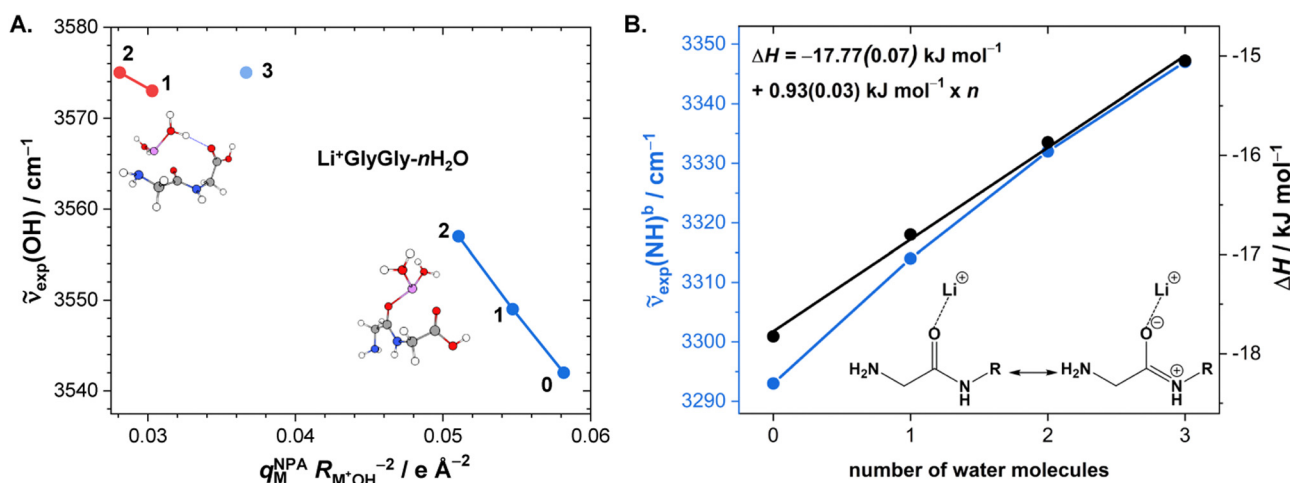 A.
3580
3570
3560
3550
3540
ṽexp(OH) / cm⁻¹
2
1
3
Li⁺GlyGly-nH₂O
2
1
0
0.03
0.04
0.05
0.06
q_M^NPA R_M⁺OH⁻² / e Å⁻²
B.
3350
3340
3330
3320
3310
3300
3290
ṽexp(NH)ᵇ / cm⁻¹
ΔH = −17.77(0.07) kJ mol⁻¹
+ 0.93(0.03) kJ mol⁻¹ x n
-15
-16
-17
-18
ΔH / kJ mol⁻¹
Li⊕
Li⊕
O
O⊖
H₂N
N
R
H
H₂N
N⊕
R
H
0
1
2
3
number of water molecules